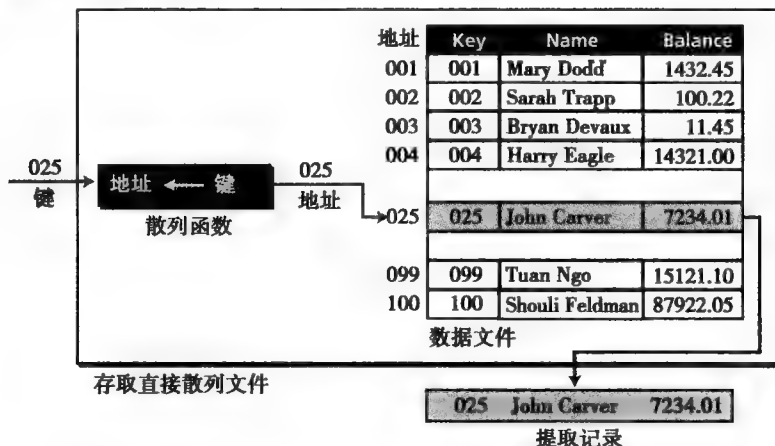 地址 Key Name Balance
001 001 Mary Dodd 1432.45
002 002 Sarah Trapp 100.22
003 003 Bryan Devaux 11.45
004 004 Harry Eagle 14321.00
025 键
地址 ← 键
散列函数
025 地址
025 025 John Carver 7234.01
099 099 Tuan Ngo 15121.10
100 100 Shouli Feldman 87922.05
数据文件
存取直接散列文件
025 John Carver 7234.01
提取记录